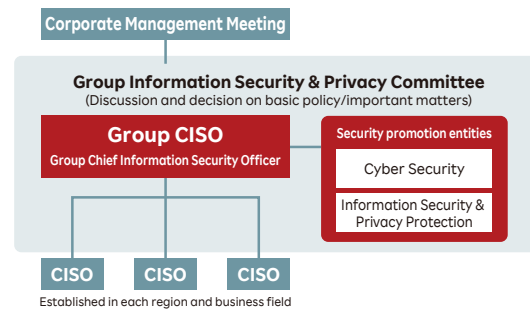 Corporate Management Meeting
Group Information Security & Privacy Committee
(Discussion and decision on basic policy/important matters)
Group CISO
Group Chief Information Security Officer
Security promotion entities
Cyber Security
Information Security &
Privacy Protection
CISO
CISO
CISO
Established in each region and business field